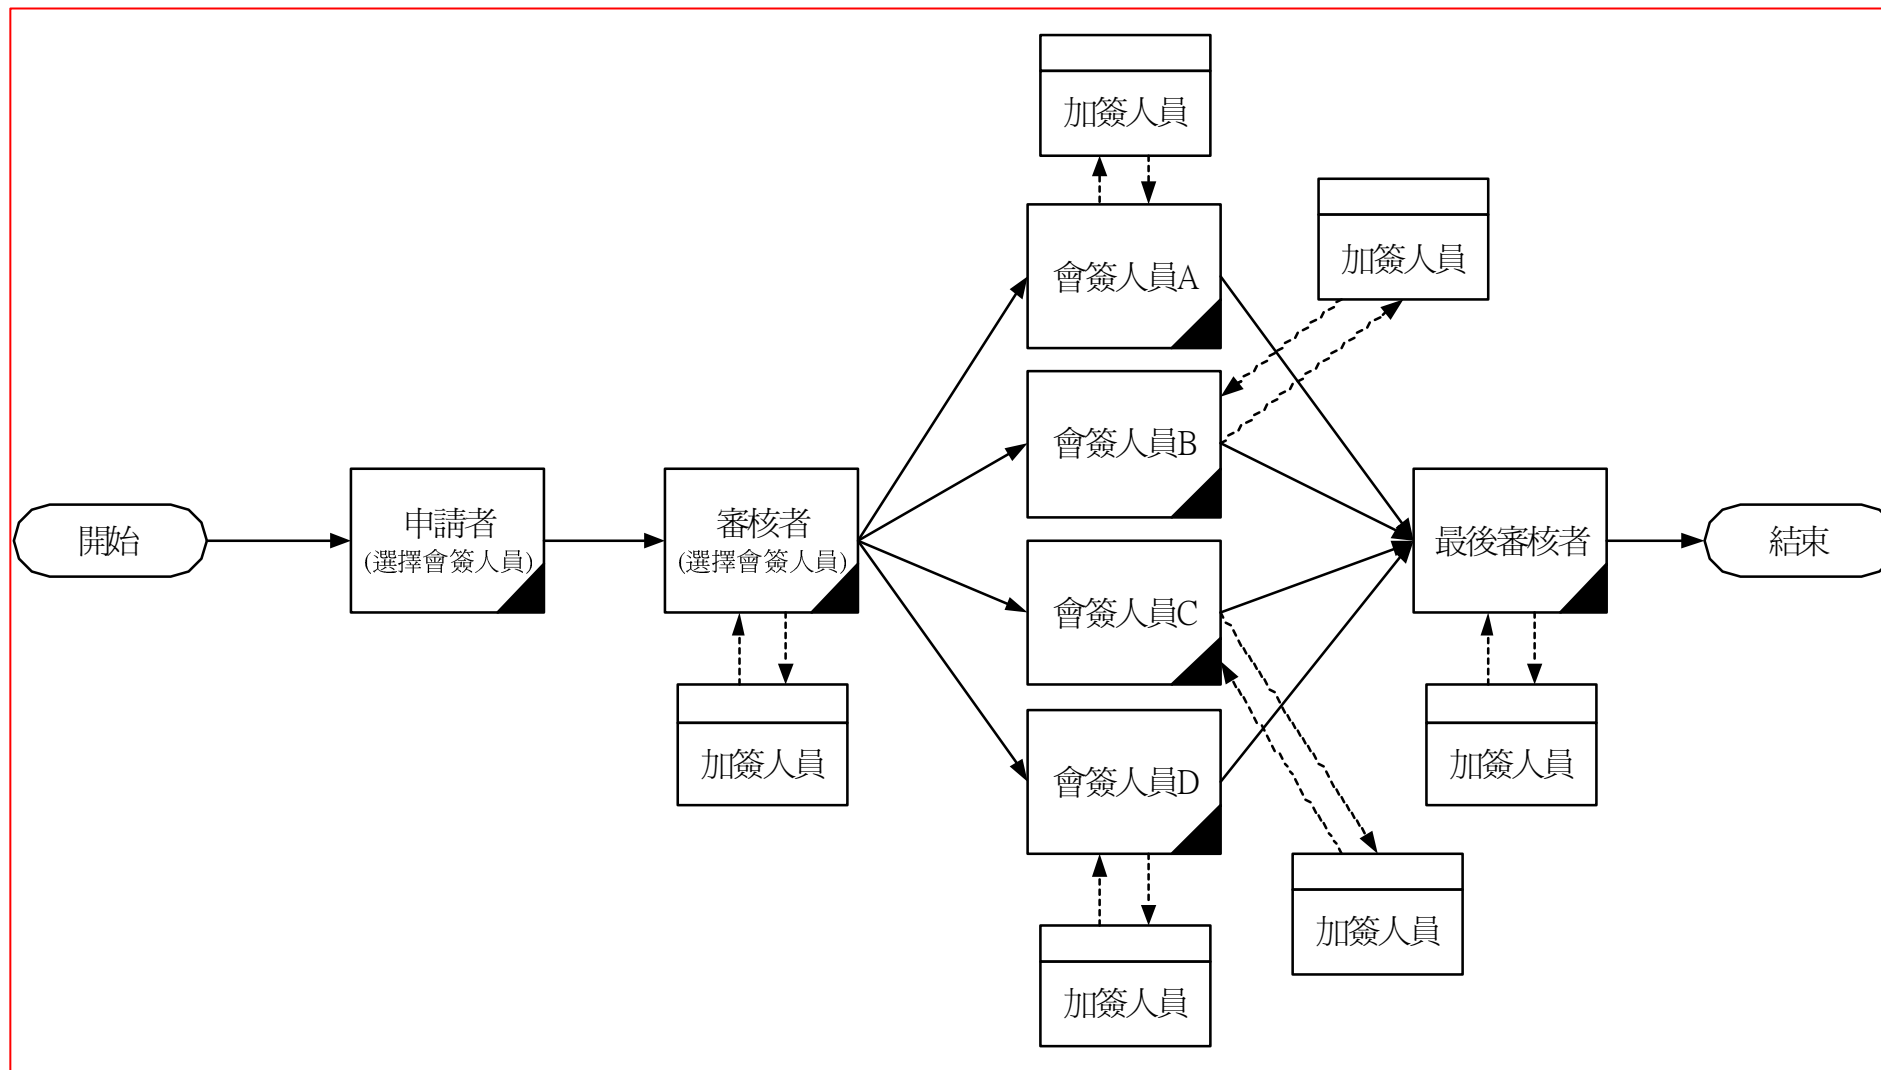 加簽人員
加簽人員
會簽人員A
會簽人員B
開始
申請者
(選擇會簽人員)
審核者
(選擇會簽人員)
最後審核者
結束
會簽人員C
加簽人員
會簽人員D
加簽人員
加簽人員
加簽人員